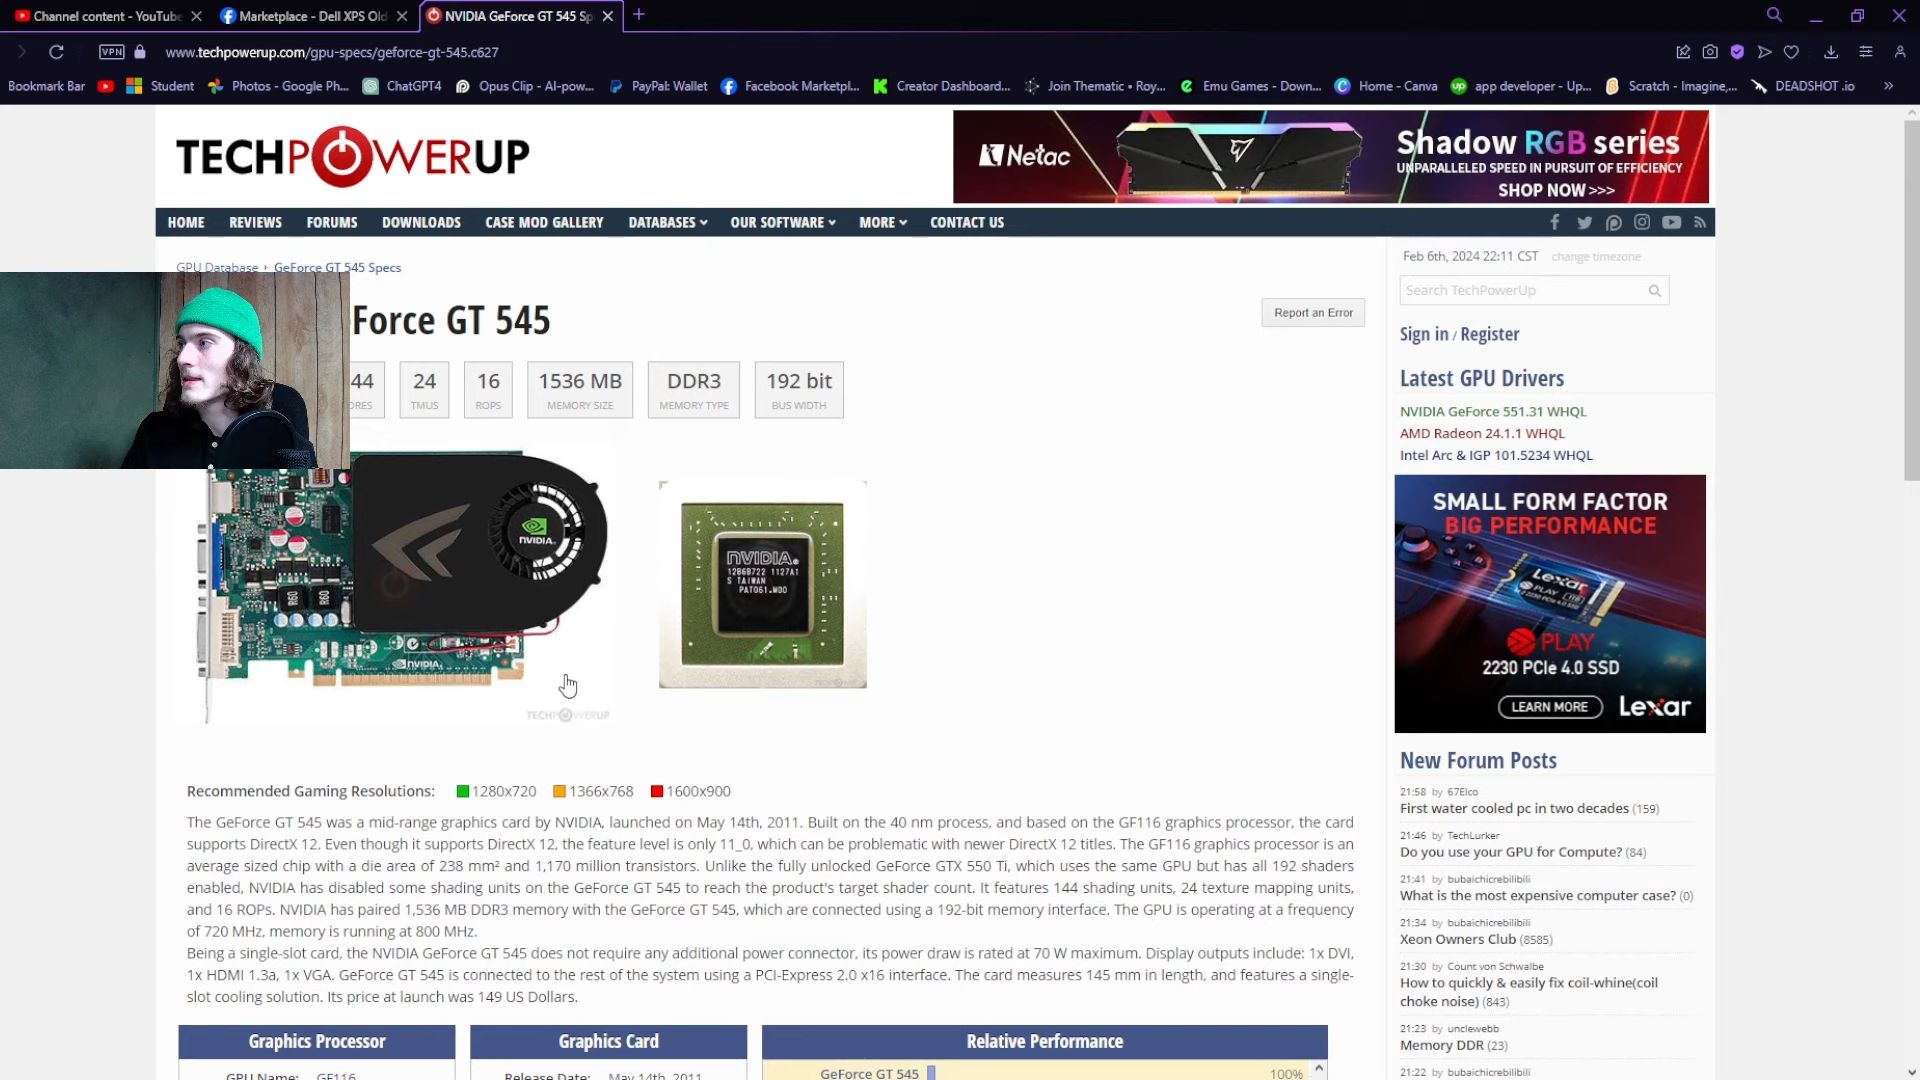 Channel content - YouTube
Marketplace - Dell XPS Old
NVIDIA GeForce GT 545 Sp
VPN
www.techpowerup.com/gpu-specs/geforce-gt-545.c627
Bookmark Bar
Student
Photos - Google Ph...
ChatGPT4
Opus Clip - AI-pow...
PayPal: Wallet
Facebook Marketpl...
Creator Dashboard...
Join Thematic • Roy...
Emu Games - Down...
Home - Canva
app developer - Up...
Scratch - Imagine,...
DEADSHOT .io
TECHPOWERUP
Netac
Shadow RGB series
UNPARALLELED SPEED IN PURSUIT OF EFFICIENCY
SHOP NOW >>>
HOME REVIEWS FORUMS DOWNLOADS CASE MOD GALLERY DATABASES OUR SOFTWARE MORE CONTACT US
GPU Database GeForce GT 545 Specs
Force GT 545
Report an Error
44 24 16 1536 MB DDR3 192 bit
ORES TMUS ROPS MEMORY SIZE MEMORY TYPE BUS WIDTH
NVIDIA.
R60 R60
NVIDIA.
TECHPOWERUP
NVIDIA.
12B6B722 1127A1
S TAIWAN
PAT061.W00
TECHPOWERUP
Recommended Gaming Resolutions: 1280x720 1366x768 1600x900
The GeForce GT 545 was a mid-range graphics card by NVIDIA, launched on May 14th, 2011. Built on the 40 nm process, and based on the GF116 graphics processor, the card
supports DirectX 12. Even though it supports DirectX 12, the feature level is only 11_0, which can be problematic with newer DirectX 12 titles. The GF116 graphics processor is an
average sized chip with a die area of 238 mm² and 1,170 million transistors. Unlike the fully unlocked GeForce GTX 550 Ti, which uses the same GPU but has all 192 shaders
enabled, NVIDIA has disabled some shading units on the GeForce GT 545 to reach the product's target shader count. It features 144 shading units, 24 texture mapping units,
and 16 ROPs. NVIDIA has paired 1,536 MB DDR3 memory with the GeForce GT 545, which are connected using a 192-bit memory interface. The GPU is operating at a frequency
of 720 MHz, memory is running at 800 MHz.
Being a single-slot card, the NVIDIA GeForce GT 545 does not require any additional power connector, its power draw is rated at 70 W maximum. Display outputs include: 1x DVI,
1x HDMI 1.3a, 1x VGA. GeForce GT 545 is connected to the rest of the system using a PCI-Express 2.0 x16 interface. The card measures 145 mm in length, and features a single-
slot cooling solution. Its price at launch was 149 US Dollars.
Graphics Processor
GPU Name: GF116
Graphics Card
Release Date: May 14th, 2011
Relative Performance
GeForce GT 545 100%
Feb 6th, 2024 22:11 CST change timezone
Search TechPowerUp
Sign in / Register
Latest GPU Drivers
NVIDIA GeForce 551.31 WHQL
AMD Radeon 24.1.1 WHQL
Intel Arc & IGP 101.5234 WHQL
SMALL FORM FACTOR
BIG PERFORMANCE
Lexar
PLAY
2230 PCIe 4.0 SSD
PLAY
2230 PCIe 4.0 SSD
LEARN MORE
Lexar
New Forum Posts
21:58 by 67Elco
First water cooled pc in two decades (159)
21:46 by TechLurker
Do you use your GPU for Compute? (84)
21:41 by bubaichicrebilibili
What is the most expensive computer case? (0)
21:34 by bubaichicrebilibili
Xeon Owners Club (8585)
21:30 by Count von Schwalbe
How to quickly & easily fix coil-whine(coil
choke noise) (843)
21:23 by unclewebb
Memory DDR (23)
21:22 by bubaichicrebilibili